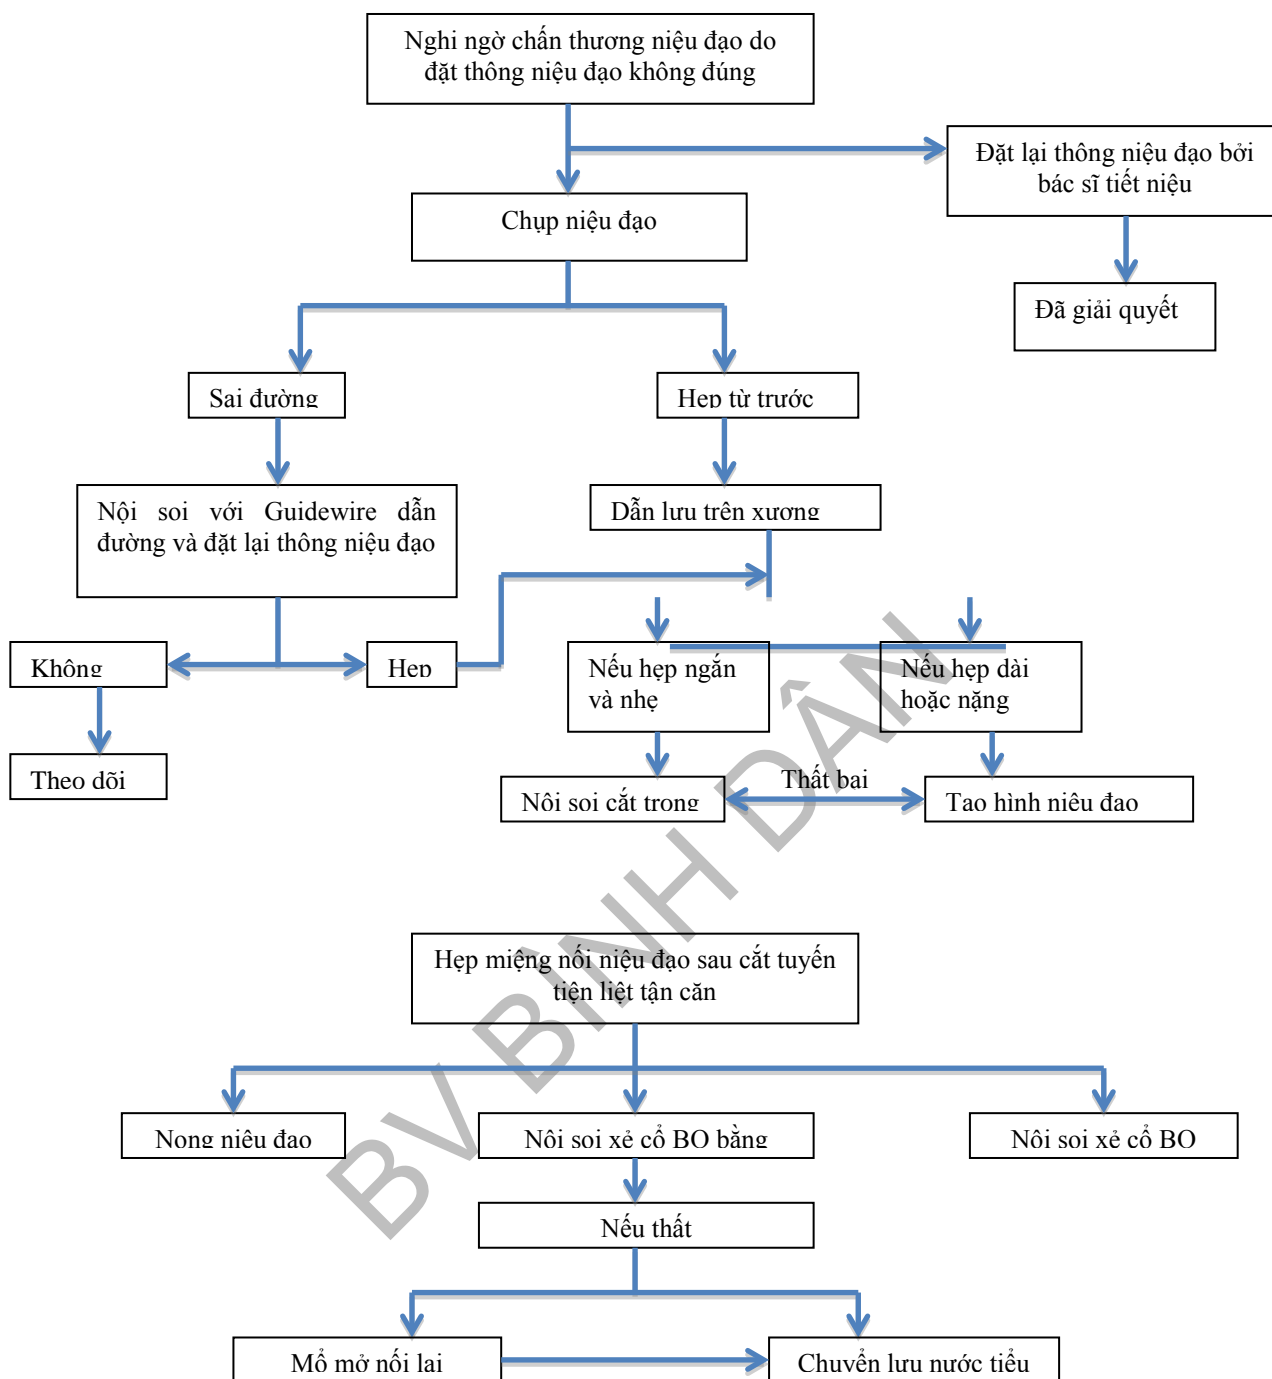 Nghi ngờ chấn thương niệu đạo do
đặt thông niệu đạo không đúng
Đặt lại thông niệu đạo bởi
bác sĩ tiết niệu
Chụp niệu đạo
Đã giải quyết
Sai đường
Hẹp từ trước
Nội soi với Guidewire dẫn
đường và đặt lại thông niệu đạo
Dẫn lưu trên xương
Không
Hẹp
Nếu hẹp ngắn
và nhẹ
Nếu hẹp dài
hoặc nặng
Theo dõi
Thất bại
Nội soi cắt trong
Tạo hình niệu đạo
Hẹp miệng nối niệu đạo sau cắt tuyến
tiện liệt tận căn
Nong niệu đạo
Nội soi xẻ cổ BQ bằng
Nội soi xẻ cổ BQ
Nếu thất
Mổ mở nối lại
Chuyển lưu nước tiểu
BV BÌNH DÂN